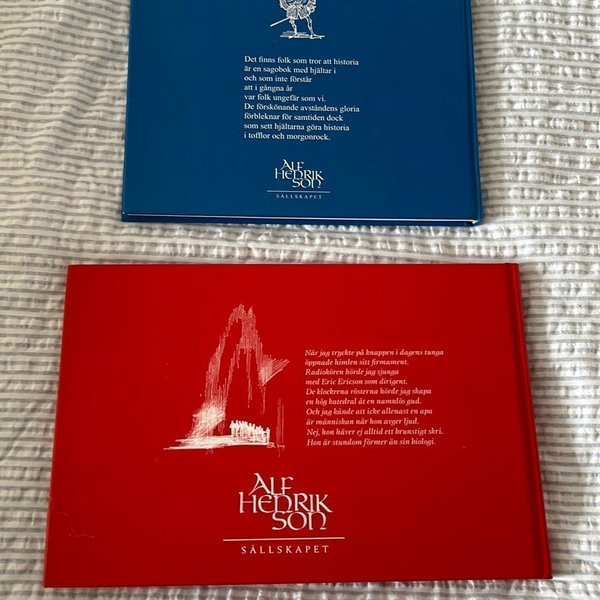 Det finns folk som tror att historia
är en sagobok med hjältar i
och som inte förstår
att i gångna år
var folk ungefär som vi.
De förskönande avståndens gloria
förbleknar för samtiden dock
som sett hjältarna göra historia
i tofflor och morgonrock.
ALF
HENRIK
SON
SÄLLSKAPET
När jag tryckte på knappen i dagens tunga
öppnade himlen sitt firmament.
Radiokören hörde jag sjunga
med Eric Ericson som dirigent.
De klockrena rösterna hörde jag skapa
en hög katedral åt en namnlös gud.
Och jag kände att icke allenast en apa
är människan när hon avger ljud.
Nej, hon häver ej alltid ett brunstigt skri.
Hon är stundom förmer än sin biologi.
ALF
HENRIK
SON
SÄLLSKAPET